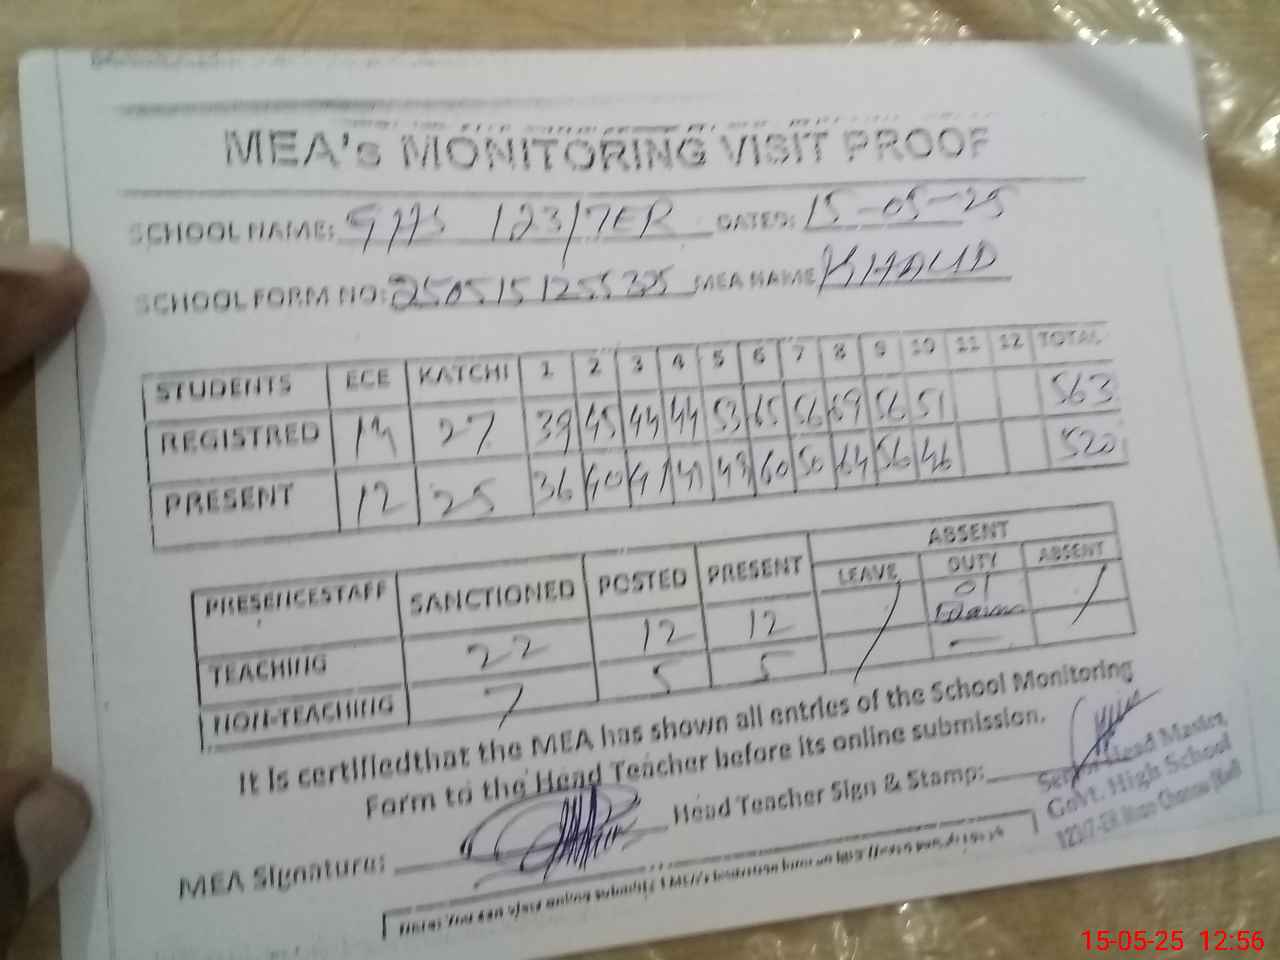 MEA's MONITORING VISIT PROOF
SCHOOL NAME: GHS 123/7ER DATED: 15-05-25
SCHOOL FORM NO: MEA NAME KHALID
STUDENTS ECE KATCHI 1 2 3 4 5 6 7 8 9 10 11 12 TOTAL
REGISTRED 14 27 39 45 44 44 53 65 56 69 56 51 563
PRESENT 12 25 36 40 41 41 49 60 50 64 56 46 520
ABSENT
PRESENCESTAFF SANCTIONED POSTED PRESENT LEAVE DUTY ABSENT
TEACHING 22 12 12 / 01 /
NON-TEACHING 7 5 5 —
It is certifiedthat the MEA has shown all entries of the School Monitoring
Form to the Head Teacher before its online submission.
MEA Signature: Head Teacher Sign & Stamp:
Senior Head Master,
Govt. High School
123/7-ER
15-05-25 12:56